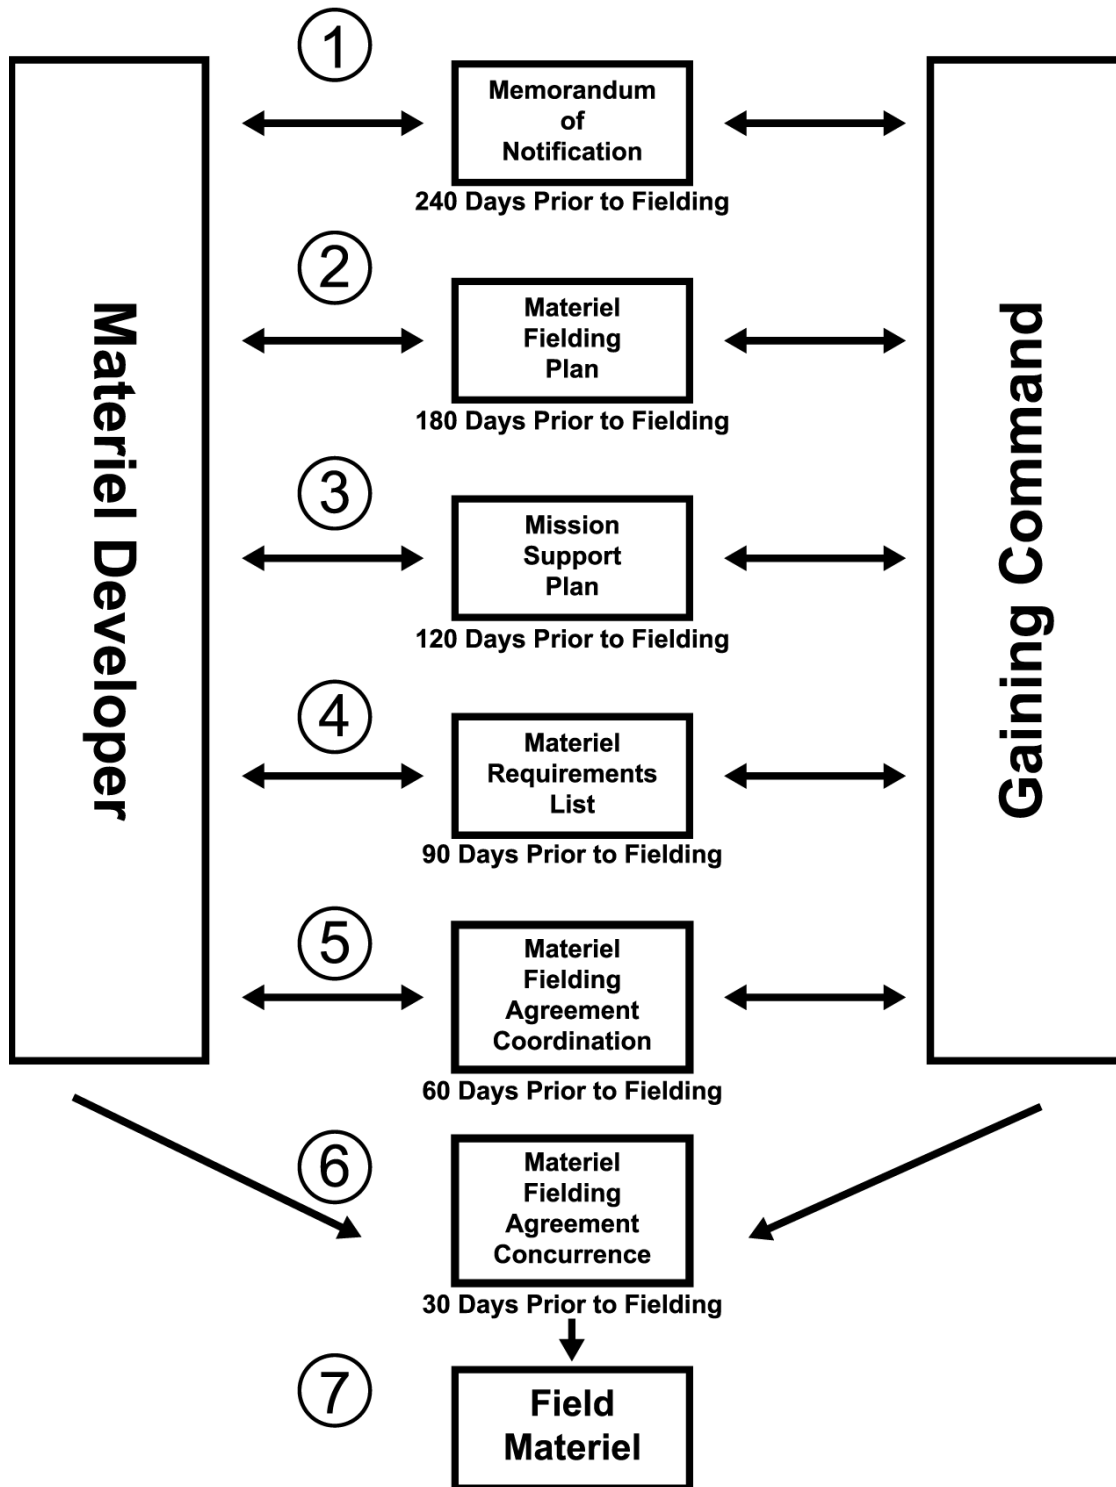 1
Memorandum
of
Notification
240 Days Prior to Fielding
2
Materiel
Fielding
Plan
180 Days Prior to Fielding
3
Mission
Support
Plan
120 Days Prior to Fielding
4
Materiel
Requirements
List
90 Days Prior to Fielding
5
Materiel
Fielding
Agreement
Coordination
60 Days Prior to Fielding
6
Materiel
Fielding
Agreement
Concurrence
30 Days Prior to Fielding
7
Field
Materiel
Materiel Developer
Gaining Command